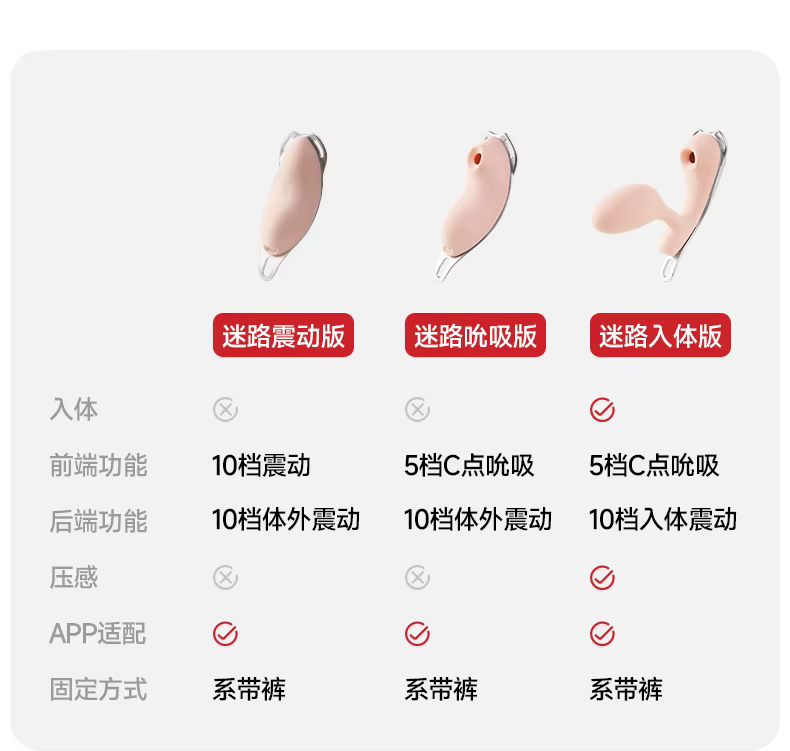 迷路震动版 迷路吮吸版 迷路入体版
入体
前端功能 10档震动 5档C点吮吸 5档C点吮吸
后端功能 10档体外震动 10档体外震动 10档入体震动
压感
APP适配
固定方式 系带裤 系带裤 系带裤